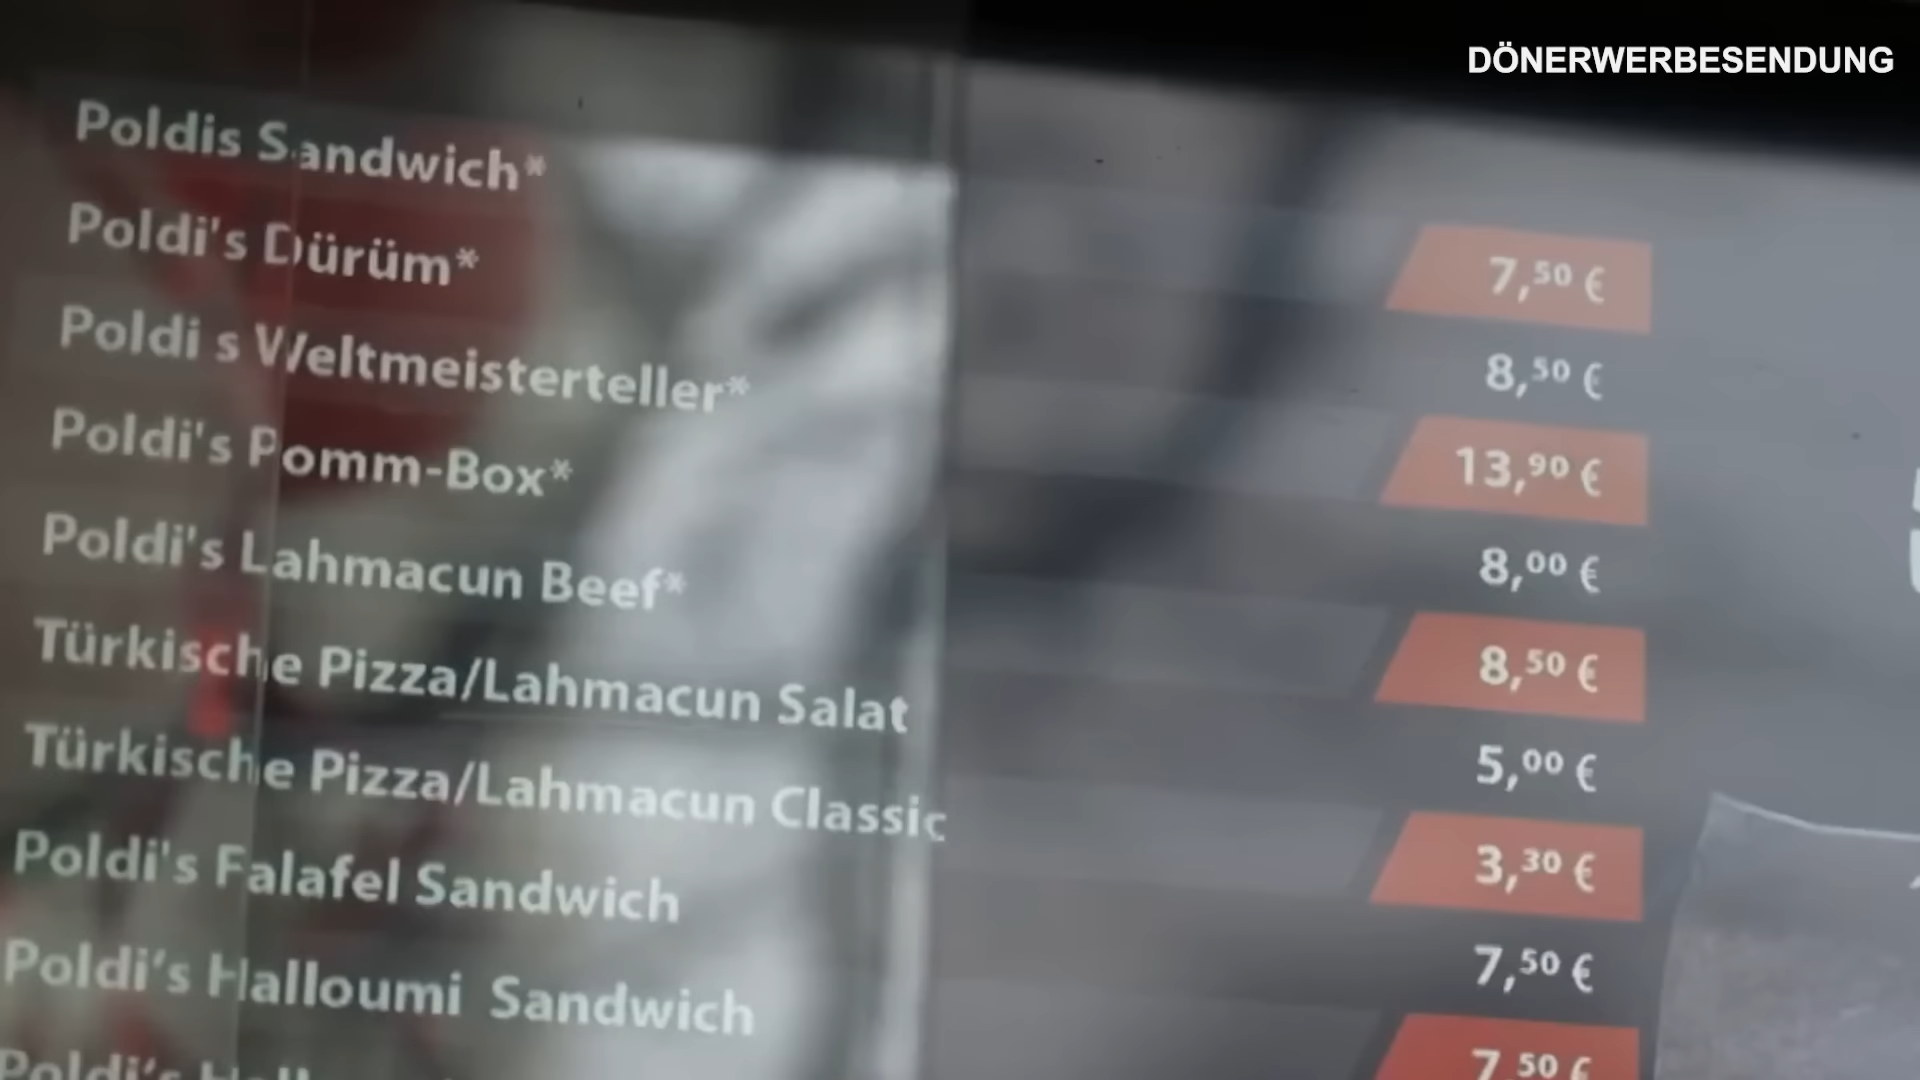 DÖNERWERBESENDUNG
Poldis Sandwich* 7,50 €
Poldi's Dürüm* 8,50 €
Poldi s Weltmeisterteller* 13,90 €
Poldi's Pomm-Box* 8,00 €
Poldi's Lahmacun Beef* 8,50 €
Türkische Pizza/Lahmacun Salat 5,00 €
Türkische Pizza/Lahmacun Classic 3,30 €
Poldi's Falafel Sandwich 7,50 €
Poldi's Halloumi Sandwich 7,50 €
Poldi's